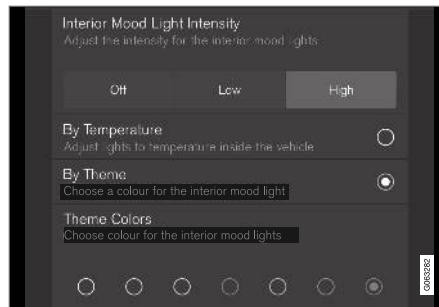 Interior Mood Light Intensity
Adjust the intensity for the interior mood lights
Off Low High
By Temperature
Adjust lights to temperature inside the vehicle
By Theme
Choose a colour for the interior mood light
Theme Colors
Choose colour for the interior mood lights
G063282